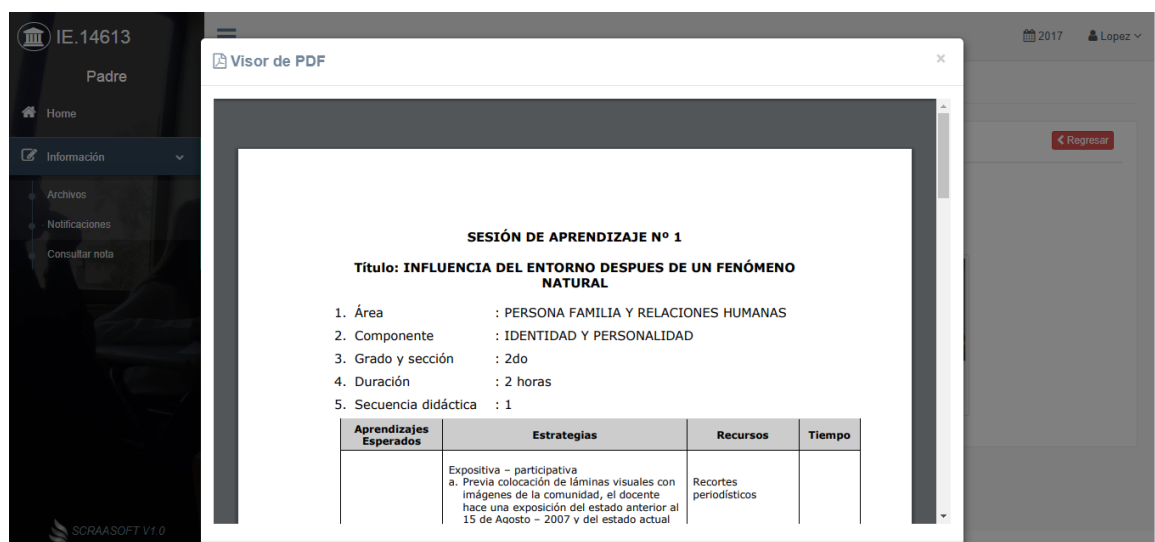 IE.14613
Padre
Home
Información
Archivos
Notificaciones
Consultar nota
SCRAASOFT V1.0
2017 Lopez
Regresar
Visor de PDF ×
SESIÓN DE APRENDIZAJE Nº 1
Título: INFLUENCIA DEL ENTORNO DESPUES DE UN FENÓMENO
NATURAL
1. Área : PERSONA FAMILIA Y RELACIONES HUMANAS
2. Componente : IDENTIDAD Y PERSONALIDAD
3. Grado y sección : 2do
4. Duración : 2 horas
5. Secuencia didáctica : 1
Aprendizajes
Esperados
Estrategias
Recursos
Tiempo
Expositiva – participativa
a. Previa colocación de láminas visuales con
imágenes de la comunidad, el docente
hace una exposición del estado anterior al
15 de Agosto – 2007 y del estado actual
Recortes
periodísticos